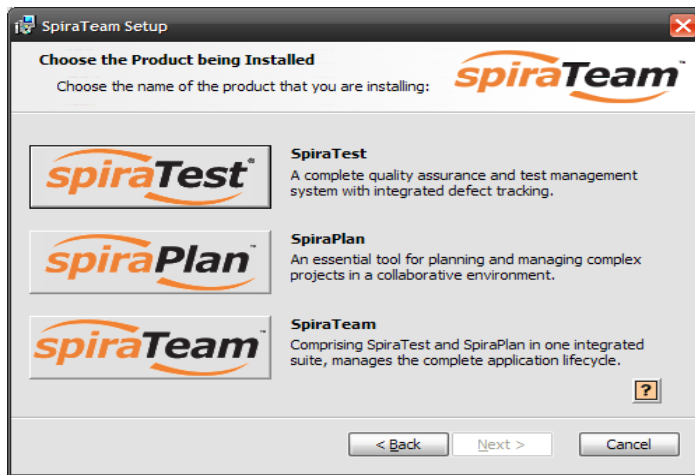 SpiraTeam Setup
Choose the Product being Installed
Choose the name of the product that you are installing:
spiraTeam™
spiraTest®
SpiraTest
A complete quality assurance and test management
system with integrated defect tracking.
spiraPlan™
SpiraPlan
An essential tool for planning and managing complex
projects in a collaborative environment.
spiraTeam™
SpiraTeam
Comprising SpiraTest and SpiraPlan in one integrated
suite, manages the complete application lifecycle.
?
< Back
Next >
Cancel